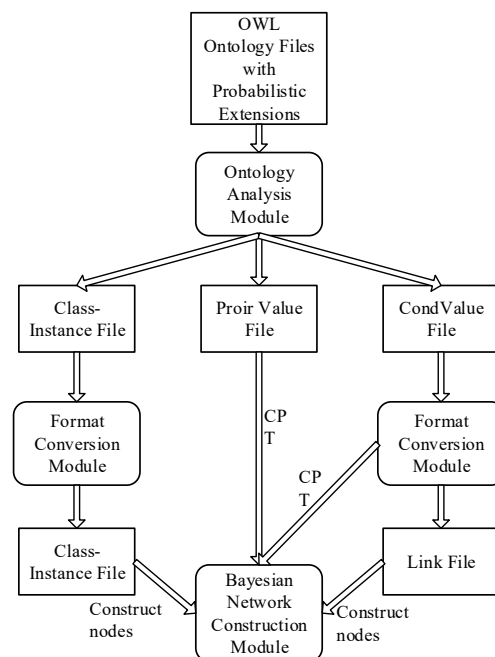 OWL
Ontology Files
with
Probabilistic
Extensions
Ontology
Analysis
Module
Class-
Instance File
Proir Value
File
CondValue
File
CP
T
Format
Conversion
Module
Format
Conversion
Module
CP
T
Class-
Instance File
Bayesian
Network
Construction
Module
Link File
Construct
nodes
Construct
nodes